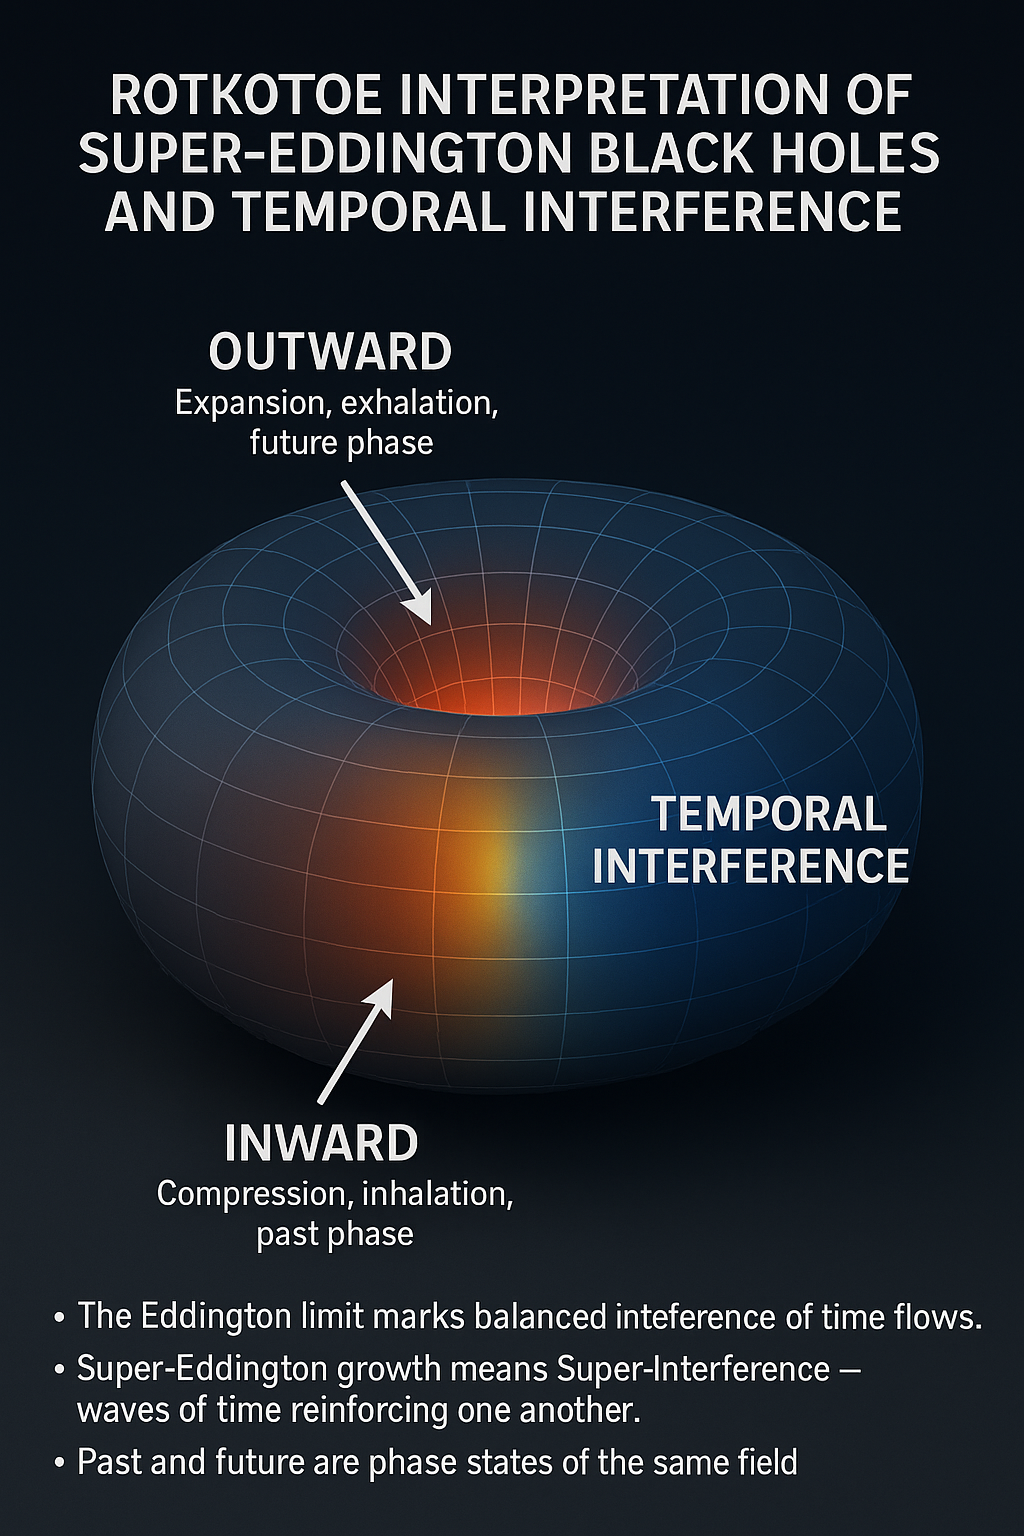 ROTKOTOE INTERPRETATION OF
SUPER-EDDINGTON BLACK HOLES
AND TEMPORAL INTERFERENCE
OUTWARD
Expansion, exhalation,
future phase
TEMPORAL
INTERFERENCE
INWARD
Compression, inhalation,
past phase
• The Eddington limit marks balanced inteference of time flows.
• Super-Eddington growth means Super-Interference –
waves of time reinforcing one another.
• Past and future are phase states of the same field